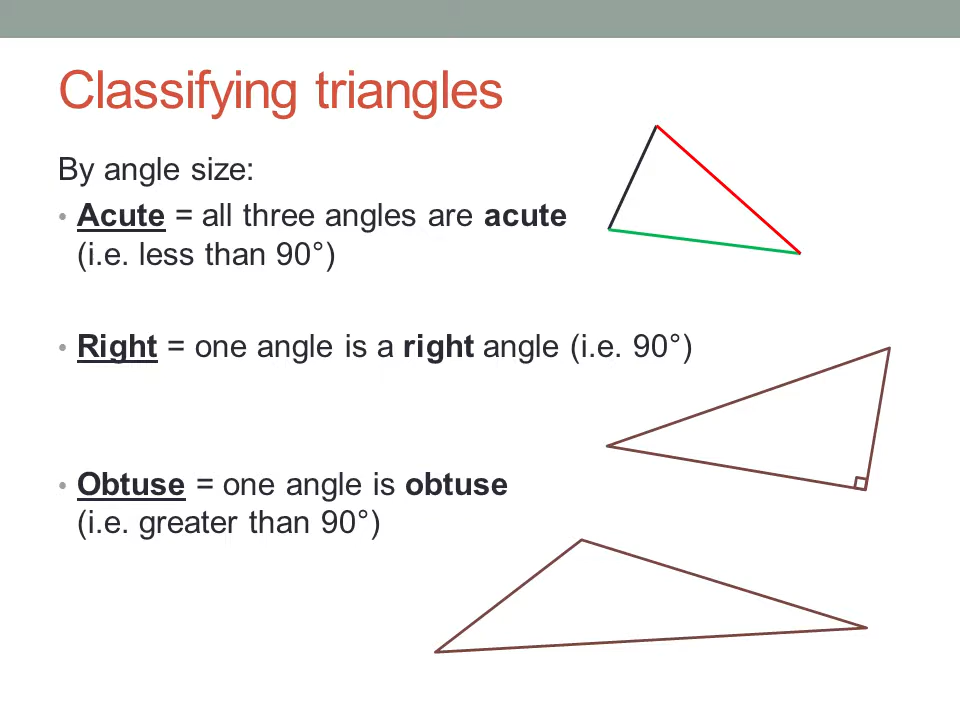 Classifying triangles
By angle size:
• Acute = all three angles are acute
(i.e. less than 90°)
• Right = one angle is a right angle (i.e. 90°)
• Obtuse = one angle is obtuse
(i.e. greater than 90°)